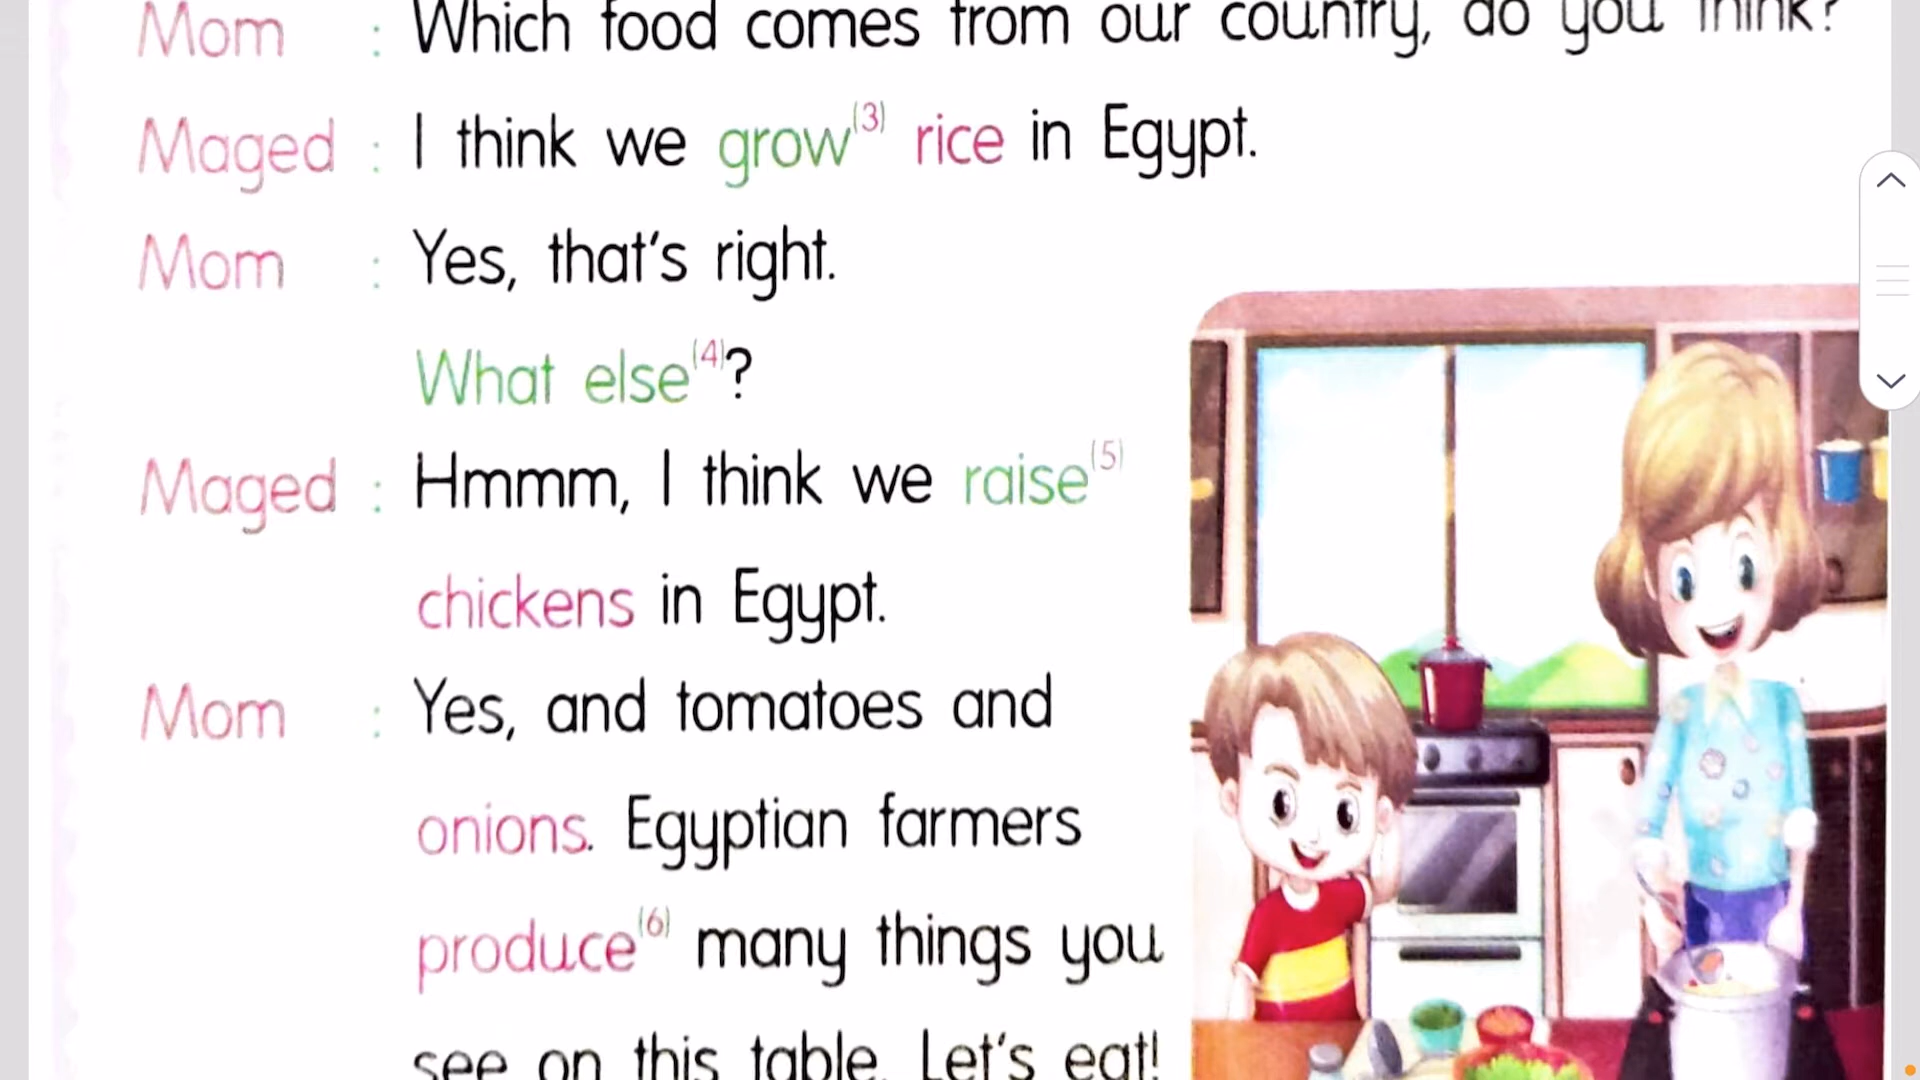 Mom : Which food comes from our country, do you think?
Maged : I think we grow(3) rice in Egypt.
Mom : Yes, that's right.
What else(4)?
Maged : Hmmm, I think we raise(5)
chickens in Egypt.
Mom : Yes, and tomatoes and
onions. Egyptian farmers
produce(6) many things you
see on this table. Let's eat!